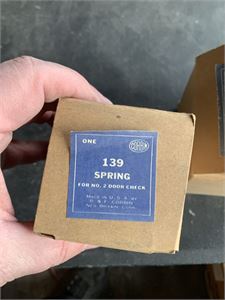 ONE
139
SPRING
FOR NO. 2 DOOR CHECK
MADE IN U.S.A. BY
P. & F. CORBIN
NEW BRITAIN, CONN.